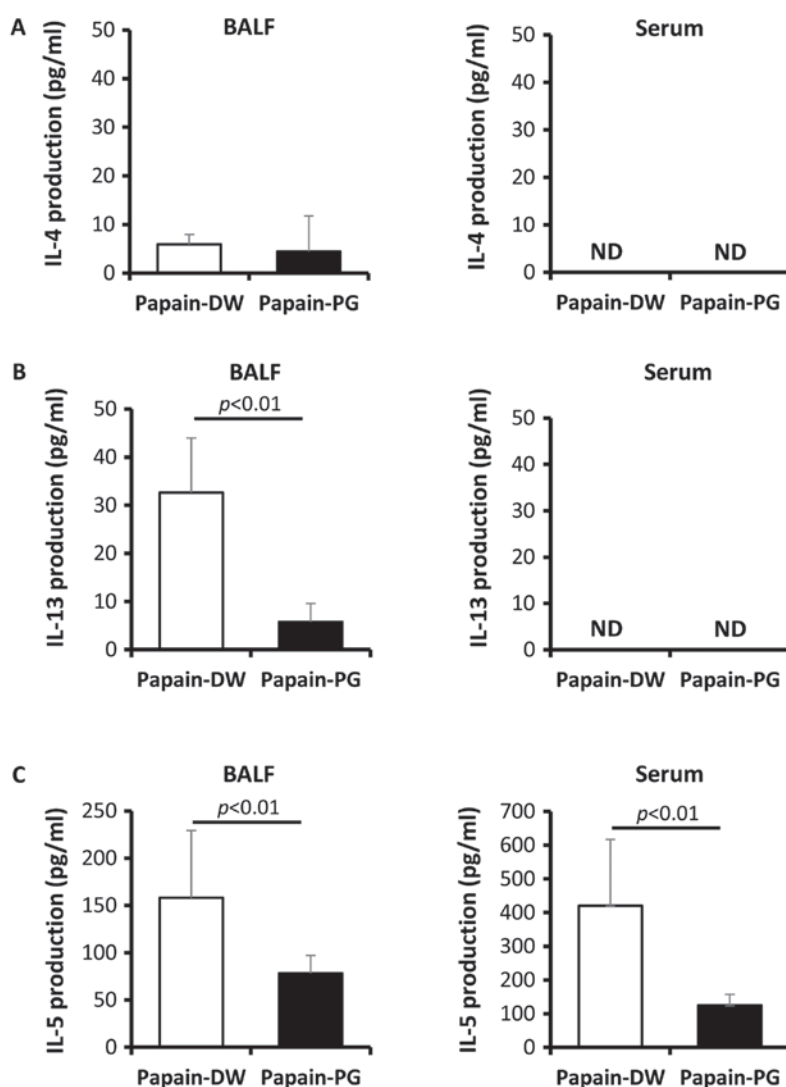 A
BALF
IL-4 production (pg/ml)
50
40
30
20
10
0
Papain-DW Papain-PG
Serum
IL-4 production (pg/ml)
50
40
30
20
10
0
ND ND
Papain-DW Papain-PG
B
BALF
p<0.01
IL-13 production (pg/ml)
50
40
30
20
10
0
Papain-DW Papain-PG
Serum
IL-13 production (pg/ml)
50
40
30
20
10
0
ND ND
Papain-DW Papain-PG
C
BALF
p<0.01
IL-5 production (pg/ml)
250
200
150
100
50
0
Papain-DW Papain-PG
Serum
p<0.01
IL-5 production (pg/ml)
700
600
500
400
300
200
100
0
Papain-DW Papain-PG